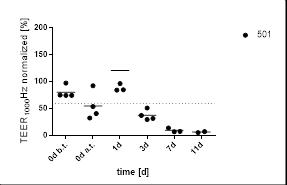 TEER1000Hz normalized [%]
200
150
100
50
0
0d b.t.
0d a.t.
1d
3d
7d
11d
time [d]
501